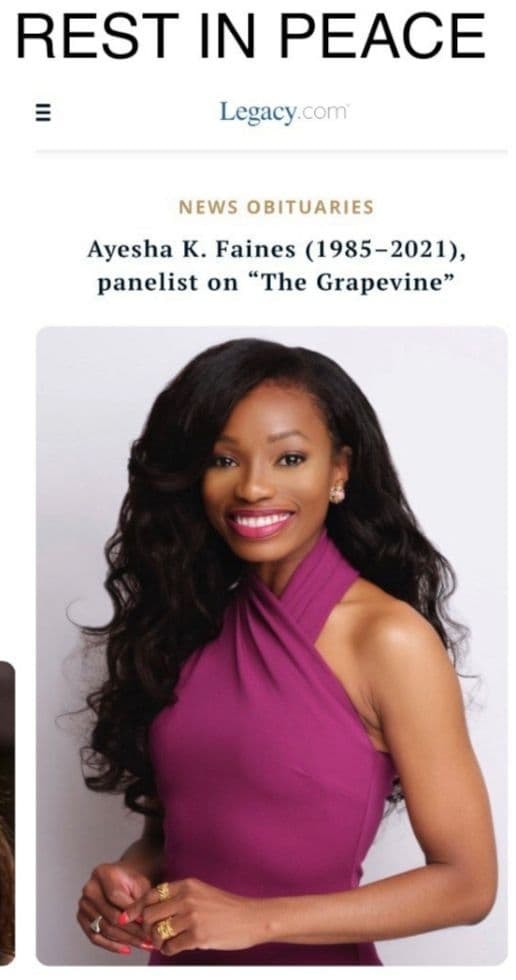 REST IN PEACE
Legacy.com
NEWS OBITUARIES
Ayesha K. Faines (1985–2021),
panelist on “The Grapevine”